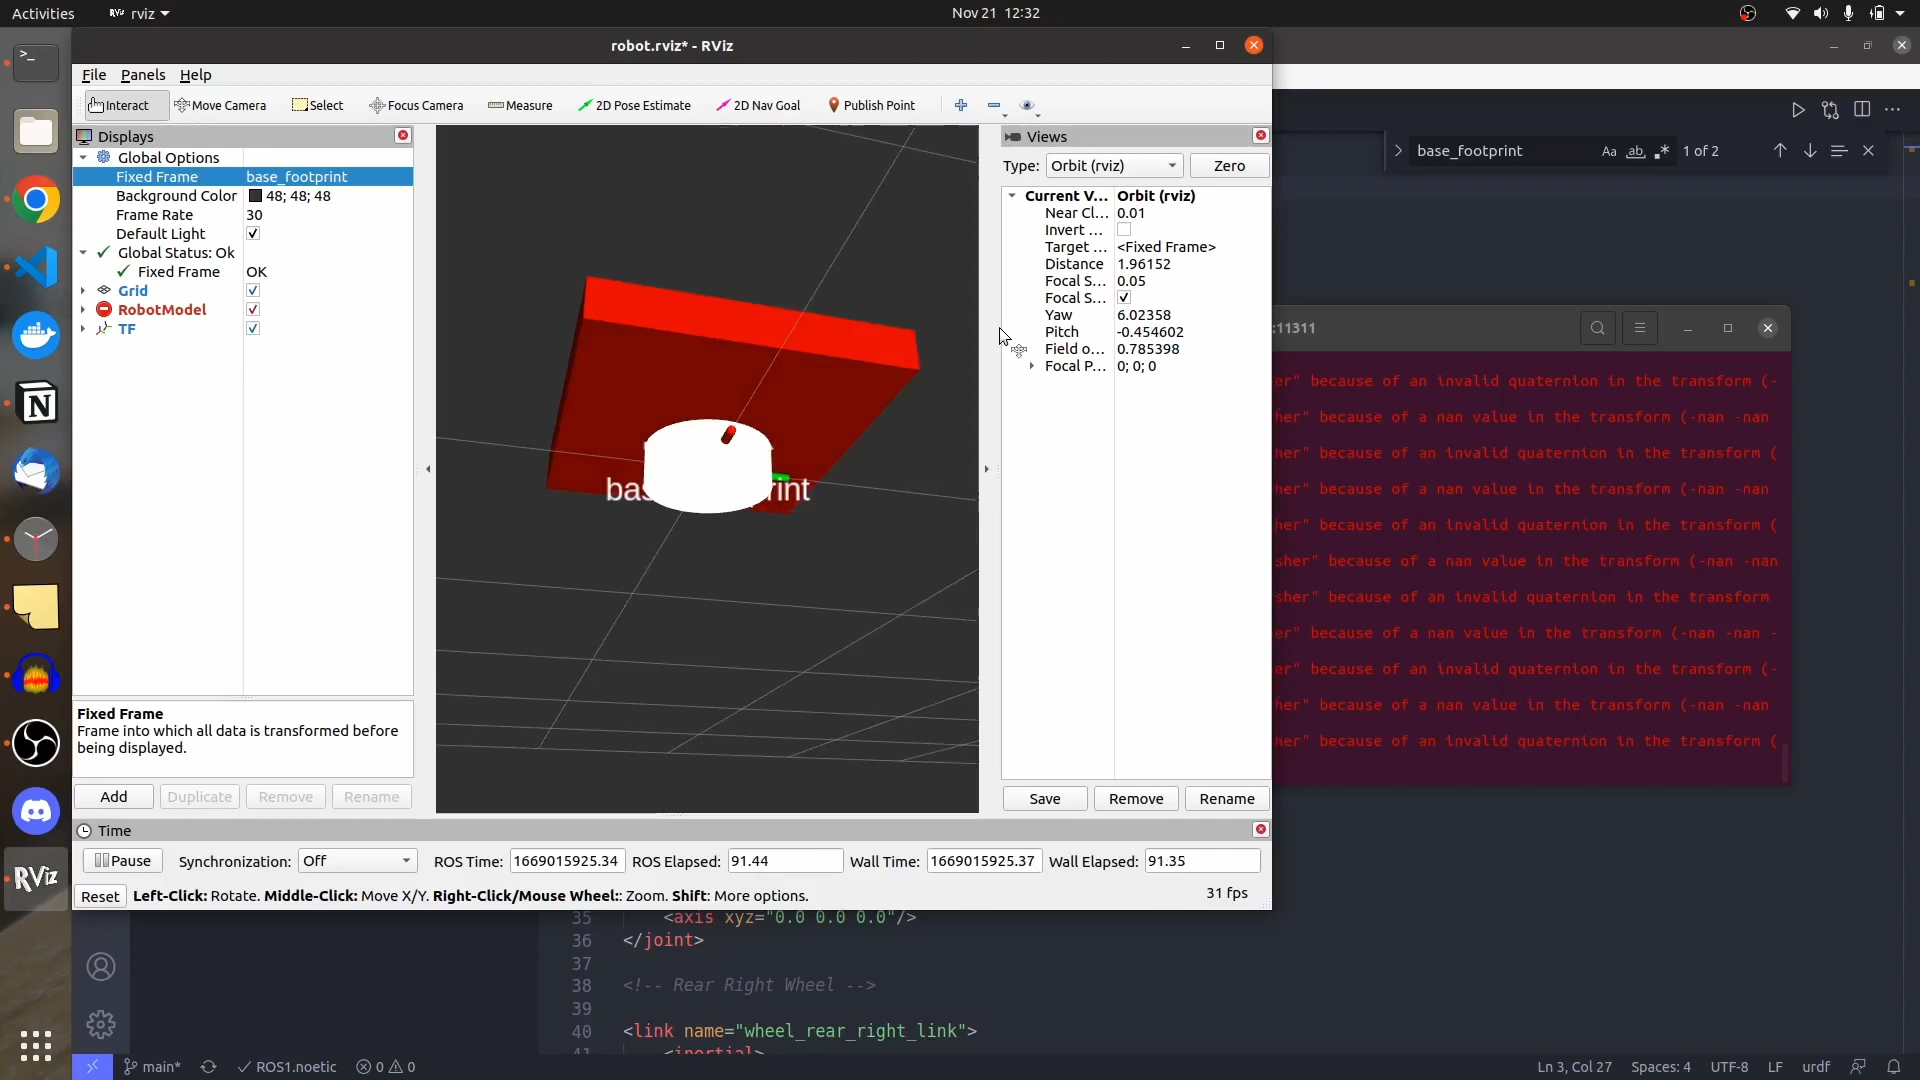 Activities
rviz
Nov 21 12:32
robot.rviz* - RViz
File Panels Help
Interact Move Camera Select Focus Camera Measure 2D Pose Estimate 2D Nav Goal Publish Point
Displays
Global Options
Fixed Frame base_footprint
Background Color 48; 48; 48
Frame Rate 30
Default Light
Global Status: Ok
Fixed Frame OK
Grid
RobotModel
TF
Fixed Frame
Frame into which all data is transformed before
being displayed.
Add Duplicate Remove Rename
Views
Type: Orbit (rviz) Zero
Current V... Orbit (rviz)
Near Cl... 0.01
Invert ...
Target ... <Fixed Frame>
Distance 1.96152
Focal S... 0.05
Focal S...
Yaw 6.02358
Pitch -0.454602
Field o... 0.785398
Focal P... 0; 0; 0
Save Remove Rename
Time
Pause Synchronization: Off ROS Time: 1669015925.34 ROS Elapsed: 91.44 Wall Time: 1669015925.37 Wall Elapsed: 91.35
Reset Left-Click: Rotate. Middle-Click: Move X/Y. Right-Click/Mouse Wheel:: Zoom. Shift: More options. 31 fps
base_footprint Aa ab .* 1 of 2
:11311
er" because of an invalid quaternion in the transform (-
her" because of a nan value in the transform (-nan -nan
sher" because of an invalid quaternion in the transform (
her" because of a nan value in the transform (-nan -nan
sher" because of an invalid quaternion in the transform (
sher" because of a nan value in the transform (-nan -nan
sher" because of an invalid quaternion in the transform
her" because of a nan value in the transform (-nan -nan -
her" because of an invalid quaternion in the transform (-
her" because of a nan value in the transform (-nan -nan
her" because of an invalid quaternion in the transform (
35 <axis xyz="0.0 0.0 0.0"/>
36 </joint>
37
38 <!-- Rear Right Wheel -->
39
40 <link name="wheel_rear_right_link">
41 <inertial>
main* ROS1.noetic 0 0 Ln 3, Col 27 Spaces: 4 UTF-8 LF urdf
RViz